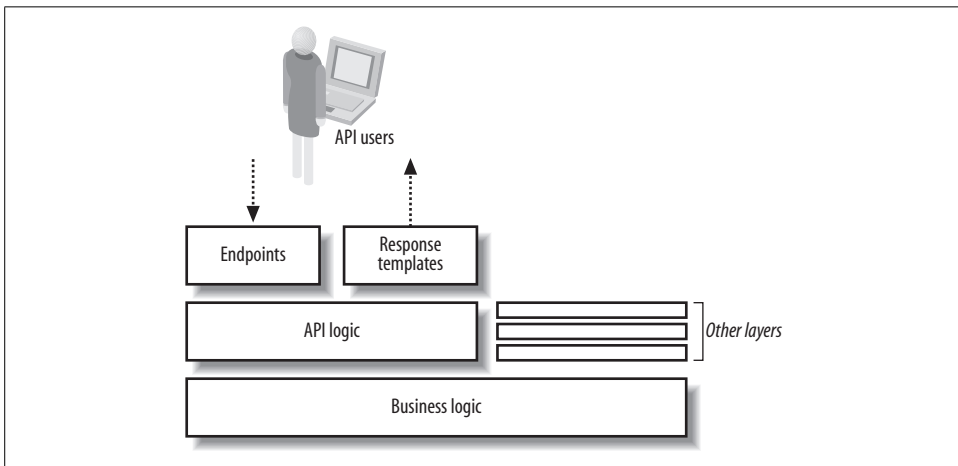 API users
Endpoints
Response
templates
API logic
Other layers
Business logic